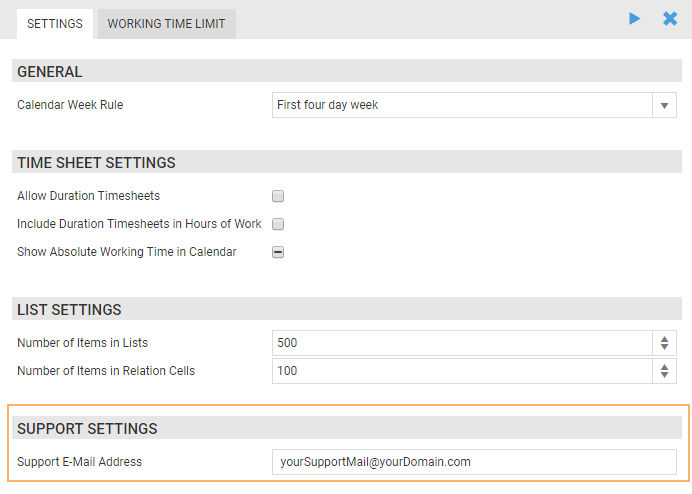 SETTINGS WORKING TIME LIMIT
GENERAL
Calendar Week Rule First four day week
TIME SHEET SETTINGS
Allow Duration Timesheets
Include Duration Timesheets in Hours of Work
Show Absolute Working Time in Calendar
LIST SETTINGS
Number of Items in Lists 500
Number of Items in Relation Cells 100
SUPPORT SETTINGS
Support E-Mail Address yourSupportMail@yourDomain.com